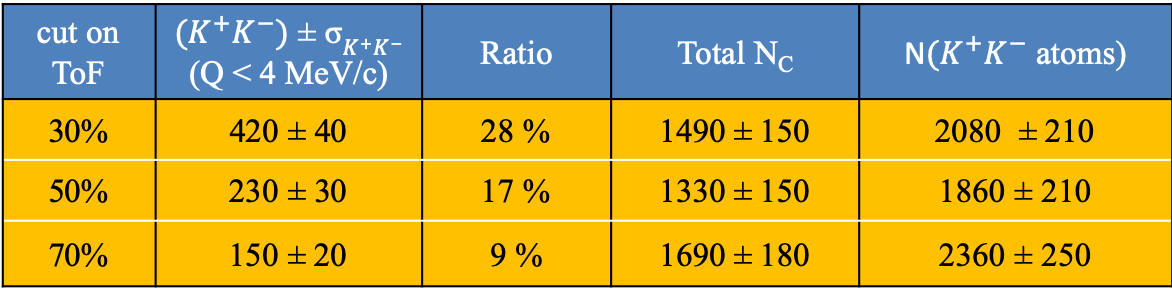 cut on ToF | (K⁺K⁻) ± σ_K⁺K⁻ (Q < 4 MeV/c) | Ratio | Total N_C | N(K⁺K⁻ atoms)
30% | 420 ± 40 | 28 % | 1490 ± 150 | 2080 ± 210
50% | 230 ± 30 | 17 % | 1330 ± 150 | 1860 ± 210
70% | 150 ± 20 | 9 % | 1690 ± 180 | 2360 ± 250